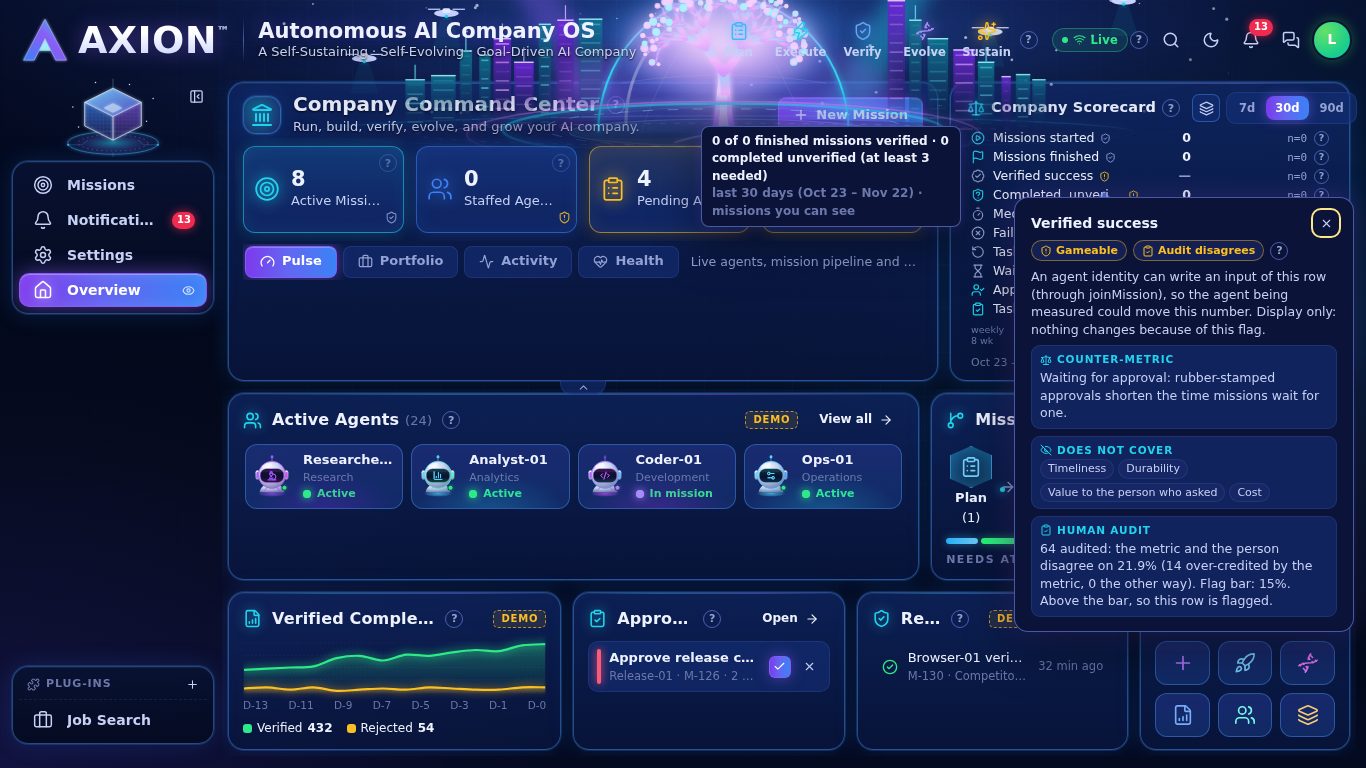 AXION™
Autonomous AI Company OS
A Self-Sustaining · Self-Evolving · Goal-Driven AI Company
Plan
Execute
Verify
Evolve
Sustain
?
Live
?
13
L
Missions
Notificati...
13
Settings
Overview
PLUG-INS
+
Job Search
Company Command Center ?
Run, build, verify, evolve, and grow your AI company.
+ New Mission
8
Active Missi...
?
0
Staffed Age...
?
4
Pending A
0 of 0 finished missions verified · 0
completed unverified (at least 3
needed)
last 30 days (Oct 23 – Nov 22) ·
missions you can see
Pulse
Portfolio
Activity
Health
Live agents, mission pipeline and ...
Company Scorecard ?
7d
30d
90d
Missions started 0 n=0 ?
Missions finished 0 n=0 ?
Verified success — n=0 ?
Completed, unveri... 0 n=0 ?
Med
Fail
Tas
Wai
App
Tas
weekly
8 wk
Oct 23 –
Verified success
Gameable
Audit disagrees
?
An agent identity can write an input of this row
(through joinMission), so the agent being
measured could move this number. Display only:
nothing changes because of this flag.
COUNTER-METRIC
Waiting for approval: rubber-stamped
approvals shorten the time missions wait for
one.
DOES NOT COVER
Timeliness
Durability
Value to the person who asked
Cost
HUMAN AUDIT
64 audited: the metric and the person
disagree on 21.9% (14 over-credited by the
metric, 0 the other way). Flag bar: 15%.
Above the bar, so this row is flagged.
Active Agents (24) ?
DEMO
View all
Researche...
Research
Active
Analyst-01
Analytics
Active
Coder-01
Development
In mission
Ops-01
Operations
Active
Miss
Plan
(1)
NEEDS AT
Verified Comple... ?
DEMO
D-13 D-11 D-9 D-7 D-5 D-3 D-1 D-0
Verified 432
Rejected 54
Appro... ?
Open
Approve release c...
Release-01 · M-126 · 2 ...
Re... ?
DE
Browser-01 veri...
M-130 · Competito...
32 min ago